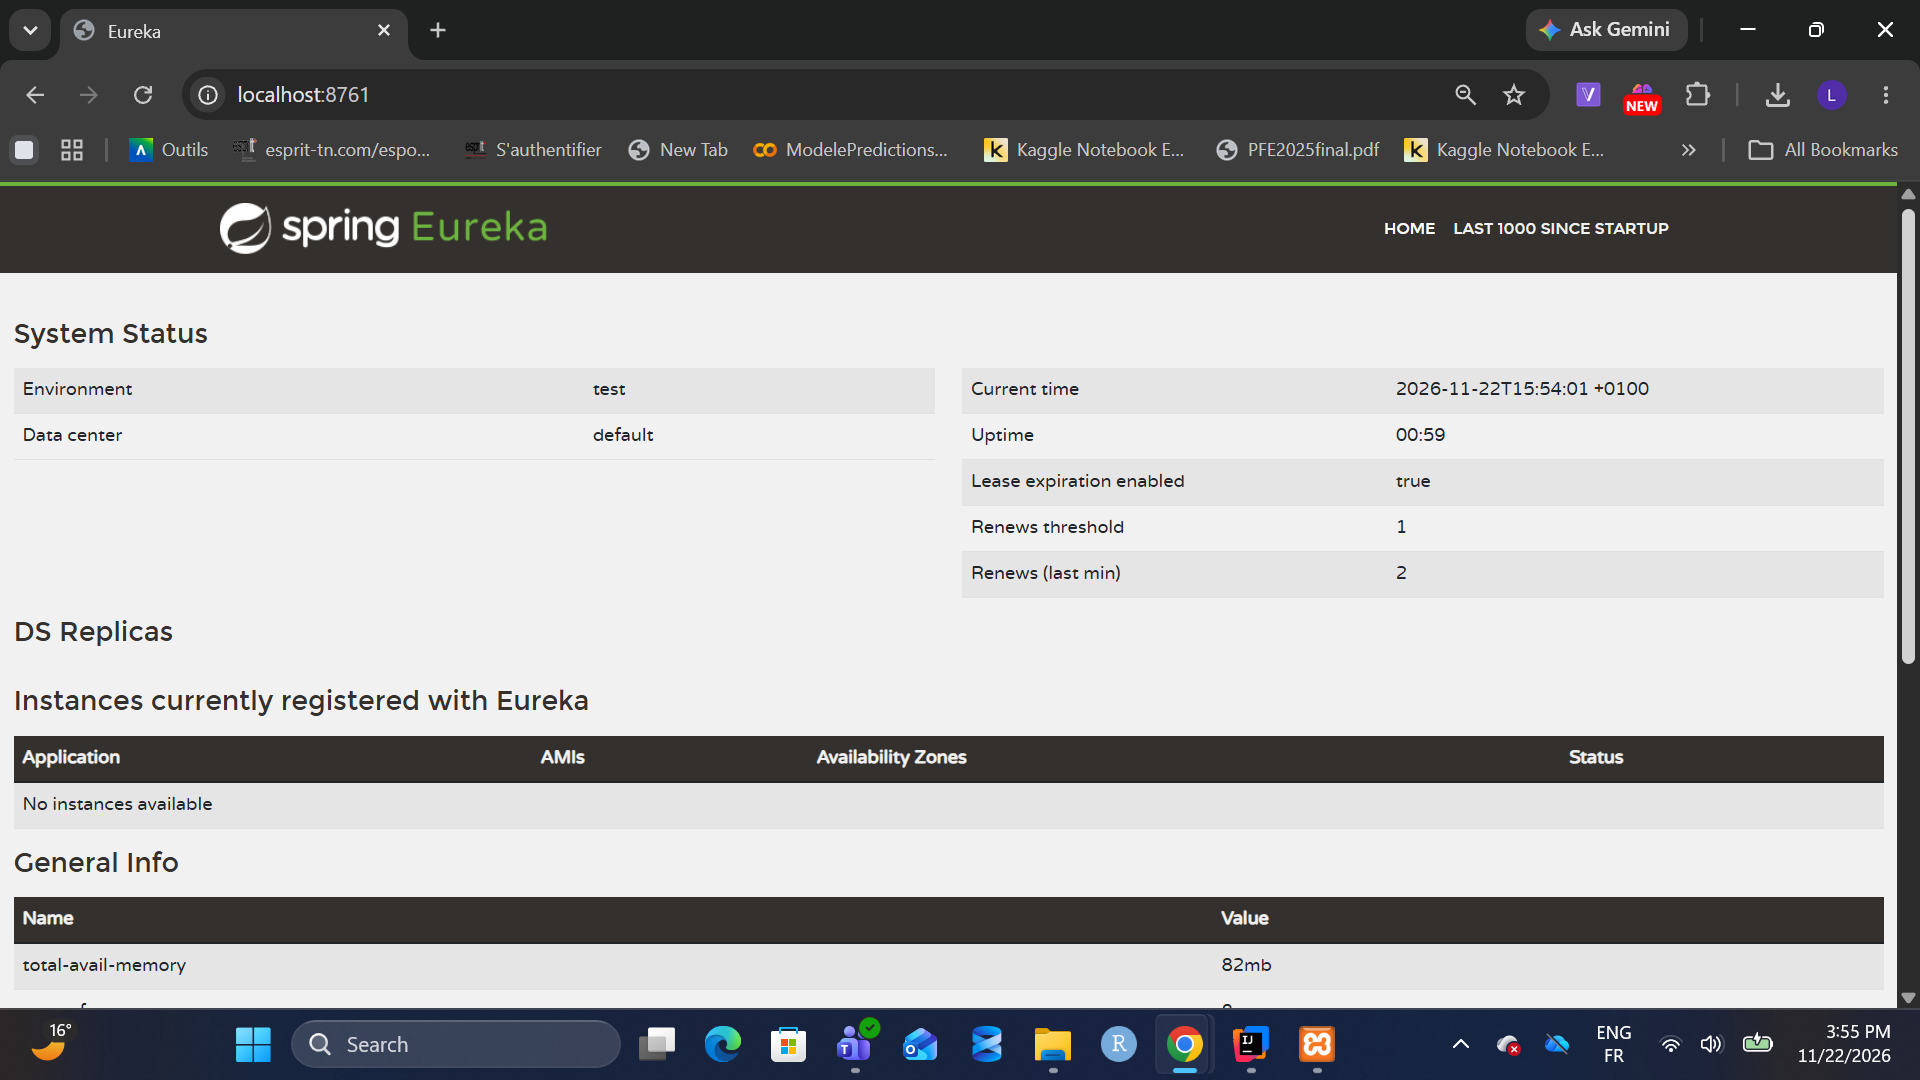 Eureka
Ask Gemini
localhost:8761
NEW
L
Outils
esprit-tn.com/espo...
S'authentifier
New Tab
ModelePredictions...
Kaggle Notebook E...
PFE2025final.pdf
Kaggle Notebook E...
All Bookmarks
spring Eureka
HOME
LAST 1000 SINCE STARTUP
System Status
Environment test
Data center default
Current time 2026-11-22T15:54:01 +0100
Uptime 00:59
Lease expiration enabled true
Renews threshold 1
Renews (last min) 2
DS Replicas
Instances currently registered with Eureka
Application AMIs Availability Zones Status
No instances available
General Info
Name Value
total-avail-memory 82mb
16°
Search
ENG
FR
3:55 PM
11/22/2026